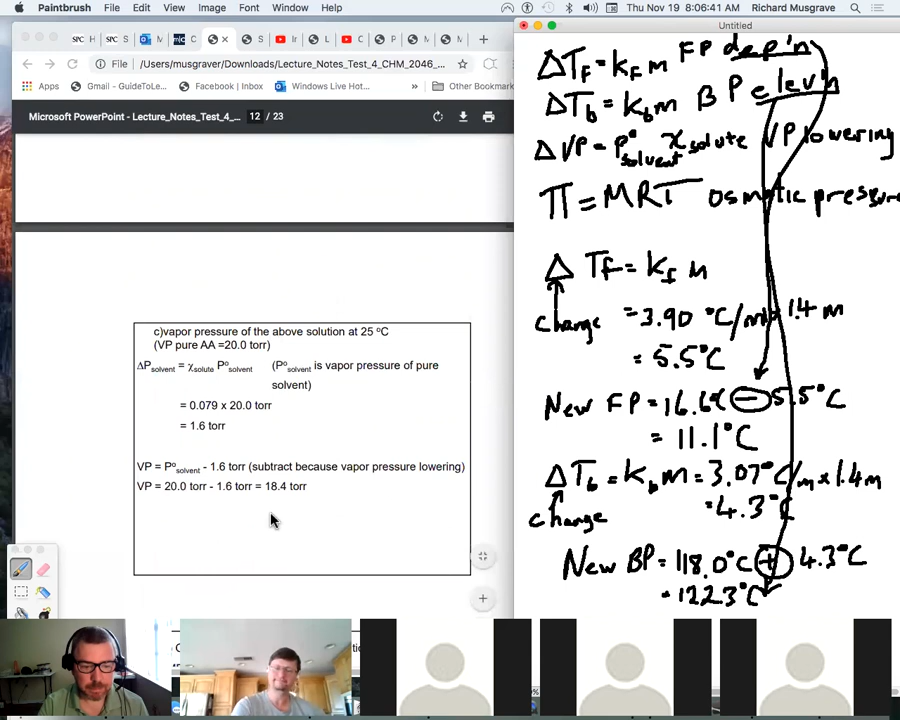 Paintbrush File Edit View Image Font Window Help
Thu Nov 19 8:06:41 AM Richard Musgrave
File /Users/musgraver/Downloads/Lecture_Notes_Test_4_CHM_2046_...
Apps Gmail - GuideToLe... Facebook | Login Windows Live Hot... » Other Bookmarks
Microsoft PowerPoint - Lecture_Notes_Test_4_... 12 / 23
c)vapor pressure of the above solution at 25 °C
(VP pure AA =20.0 torr)
ΔPsolvent = χsolute P°solvent (P°solvent is vapor pressure of pure
solvent)
= 0.079 x 20.0 torr
= 1.6 torr
VP = P°solvent - 1.6 torr (subtract because vapor pressure lowering)
VP = 20.0 torr - 1.6 torr = 18.4 torr
Untitled
ΔTf = kf m FP dep'n
ΔTb = kb m BP elev'n
ΔVP = P°solvent χsolute VP lowering
π = MRT osmotic pressure
Δ Tf = kf m
change = 3.90 °C/m x 1.4 m
= 5.5°C
New FP = 16.6°C - 5.5°C
= 11.1°C
ΔTb = kb m = 3.07°C/m x 1.4 m
change = 4.3°C
New BP = 118.0°C + 4.3°C
= 122.3°C